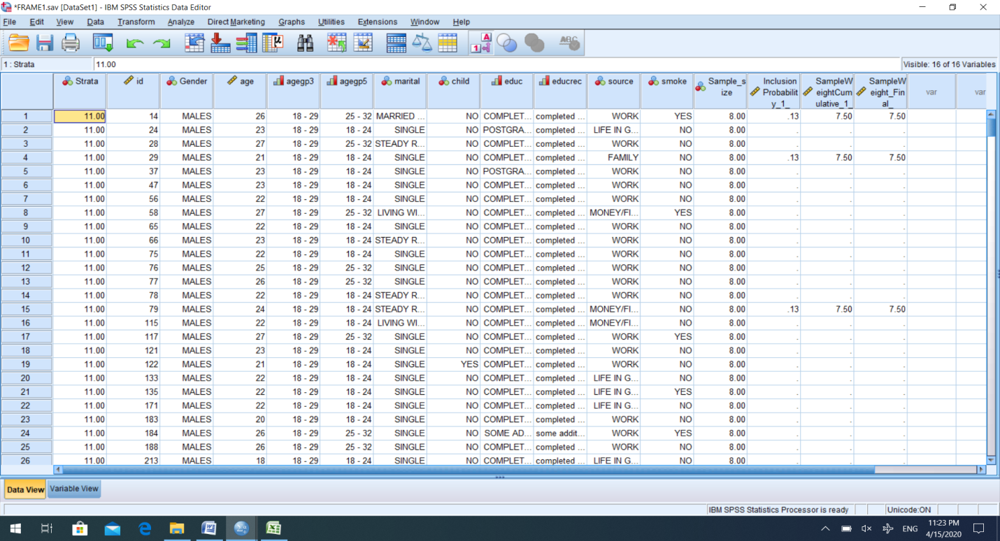 *FRAME1.sav [DataSet1] - IBM SPSS Statistics Data Editor
File Edit View Data Transform Analyze Direct Marketing Graphs Utilities Extensions Window Help
1 : Strata 11.00 Visible: 16 of 16 Variables
Strata id Gender age agegp3 agegp5 marital child educ educrec source smoke Sample_s Inclusion SampleW SampleW var var
ize Probabilit eightCum eight_Fin
y_1_ ulative_1_ al_
1 11.00 14 MALES 26 18 - 29 25 - 32 MARRIED ... NO COMPLET... completed ... WORK YES 8.00 .13 7.50 7.50
2 11.00 24 MALES 23 18 - 29 18 - 24 SINGLE NO POSTGRA... completed ... LIFE IN G... NO 8.00 . . .
3 11.00 28 MALES 27 18 - 29 25 - 32 STEADY R... NO COMPLET... completed ... WORK NO 8.00 . . .
4 11.00 29 MALES 21 18 - 29 18 - 24 SINGLE NO COMPLET... completed ... FAMILY NO 8.00 .13 7.50 7.50
5 11.00 37 MALES 23 18 - 29 18 - 24 SINGLE NO POSTGRA... completed ... WORK NO 8.00 . . .
6 11.00 47 MALES 23 18 - 29 18 - 24 SINGLE NO COMPLET... completed ... WORK NO 8.00 . . .
7 11.00 56 MALES 22 18 - 29 18 - 24 SINGLE NO COMPLET... completed ... WORK NO 8.00 . . .
8 11.00 58 MALES 27 18 - 29 25 - 32 LIVING WI... NO COMPLET... completed ... MONEY/FI... YES 8.00 . . .
9 11.00 65 MALES 22 18 - 29 18 - 24 SINGLE NO COMPLET... completed ... WORK NO 8.00 . . .
10 11.00 66 MALES 23 18 - 29 18 - 24 STEADY R... NO COMPLET... completed ... WORK NO 8.00 . . .
11 11.00 75 MALES 22 18 - 29 18 - 24 SINGLE NO COMPLET... completed ... WORK NO 8.00 . . .
12 11.00 76 MALES 25 18 - 29 25 - 32 SINGLE NO COMPLET... completed ... WORK NO 8.00 . . .
13 11.00 77 MALES 26 18 - 29 25 - 32 SINGLE NO COMPLET... completed ... WORK NO 8.00 . . .
14 11.00 78 MALES 22 18 - 29 18 - 24 STEADY R... NO COMPLET... completed ... WORK NO 8.00 . . .
15 11.00 79 MALES 24 18 - 29 18 - 24 STEADY R... NO COMPLET... completed ... MONEY/FI... NO 8.00 .13 7.50 7.50
16 11.00 115 MALES 22 18 - 29 18 - 24 LIVING WI... NO COMPLET... completed ... MONEY/FI... NO 8.00 . . .
17 11.00 117 MALES 27 18 - 29 25 - 32 SINGLE NO COMPLET... completed ... WORK YES 8.00 . . .
18 11.00 121 MALES 23 18 - 29 18 - 24 SINGLE NO COMPLET... completed ... WORK NO 8.00 . . .
19 11.00 122 MALES 21 18 - 29 18 - 24 SINGLE YES COMPLET... completed ... WORK NO 8.00 . . .
20 11.00 133 MALES 22 18 - 29 18 - 24 SINGLE NO COMPLET... completed ... LIFE IN G... NO 8.00 . . .
21 11.00 135 MALES 22 18 - 29 18 - 24 SINGLE NO COMPLET... completed ... LIFE IN G... YES 8.00 . . .
22 11.00 171 MALES 22 18 - 29 18 - 24 SINGLE NO COMPLET... completed ... LIFE IN G... NO 8.00 . . .
23 11.00 183 MALES 20 18 - 29 18 - 24 SINGLE NO COMPLET... completed ... WORK NO 8.00 . . .
24 11.00 184 MALES 26 18 - 29 25 - 32 SINGLE NO SOME AD... some addit... WORK YES 8.00 . . .
25 11.00 188 MALES 26 18 - 29 25 - 32 SINGLE NO COMPLET... completed ... WORK NO 8.00 . . .
26 11.00 213 MALES 18 18 - 29 18 - 24 SINGLE NO COMPLET... completed ... LIFE IN G... NO 8.00 . . .
Data View Variable View
IBM SPSS Statistics Processor is ready Unicode:ON
ENG 11:23 PM
4/15/2020